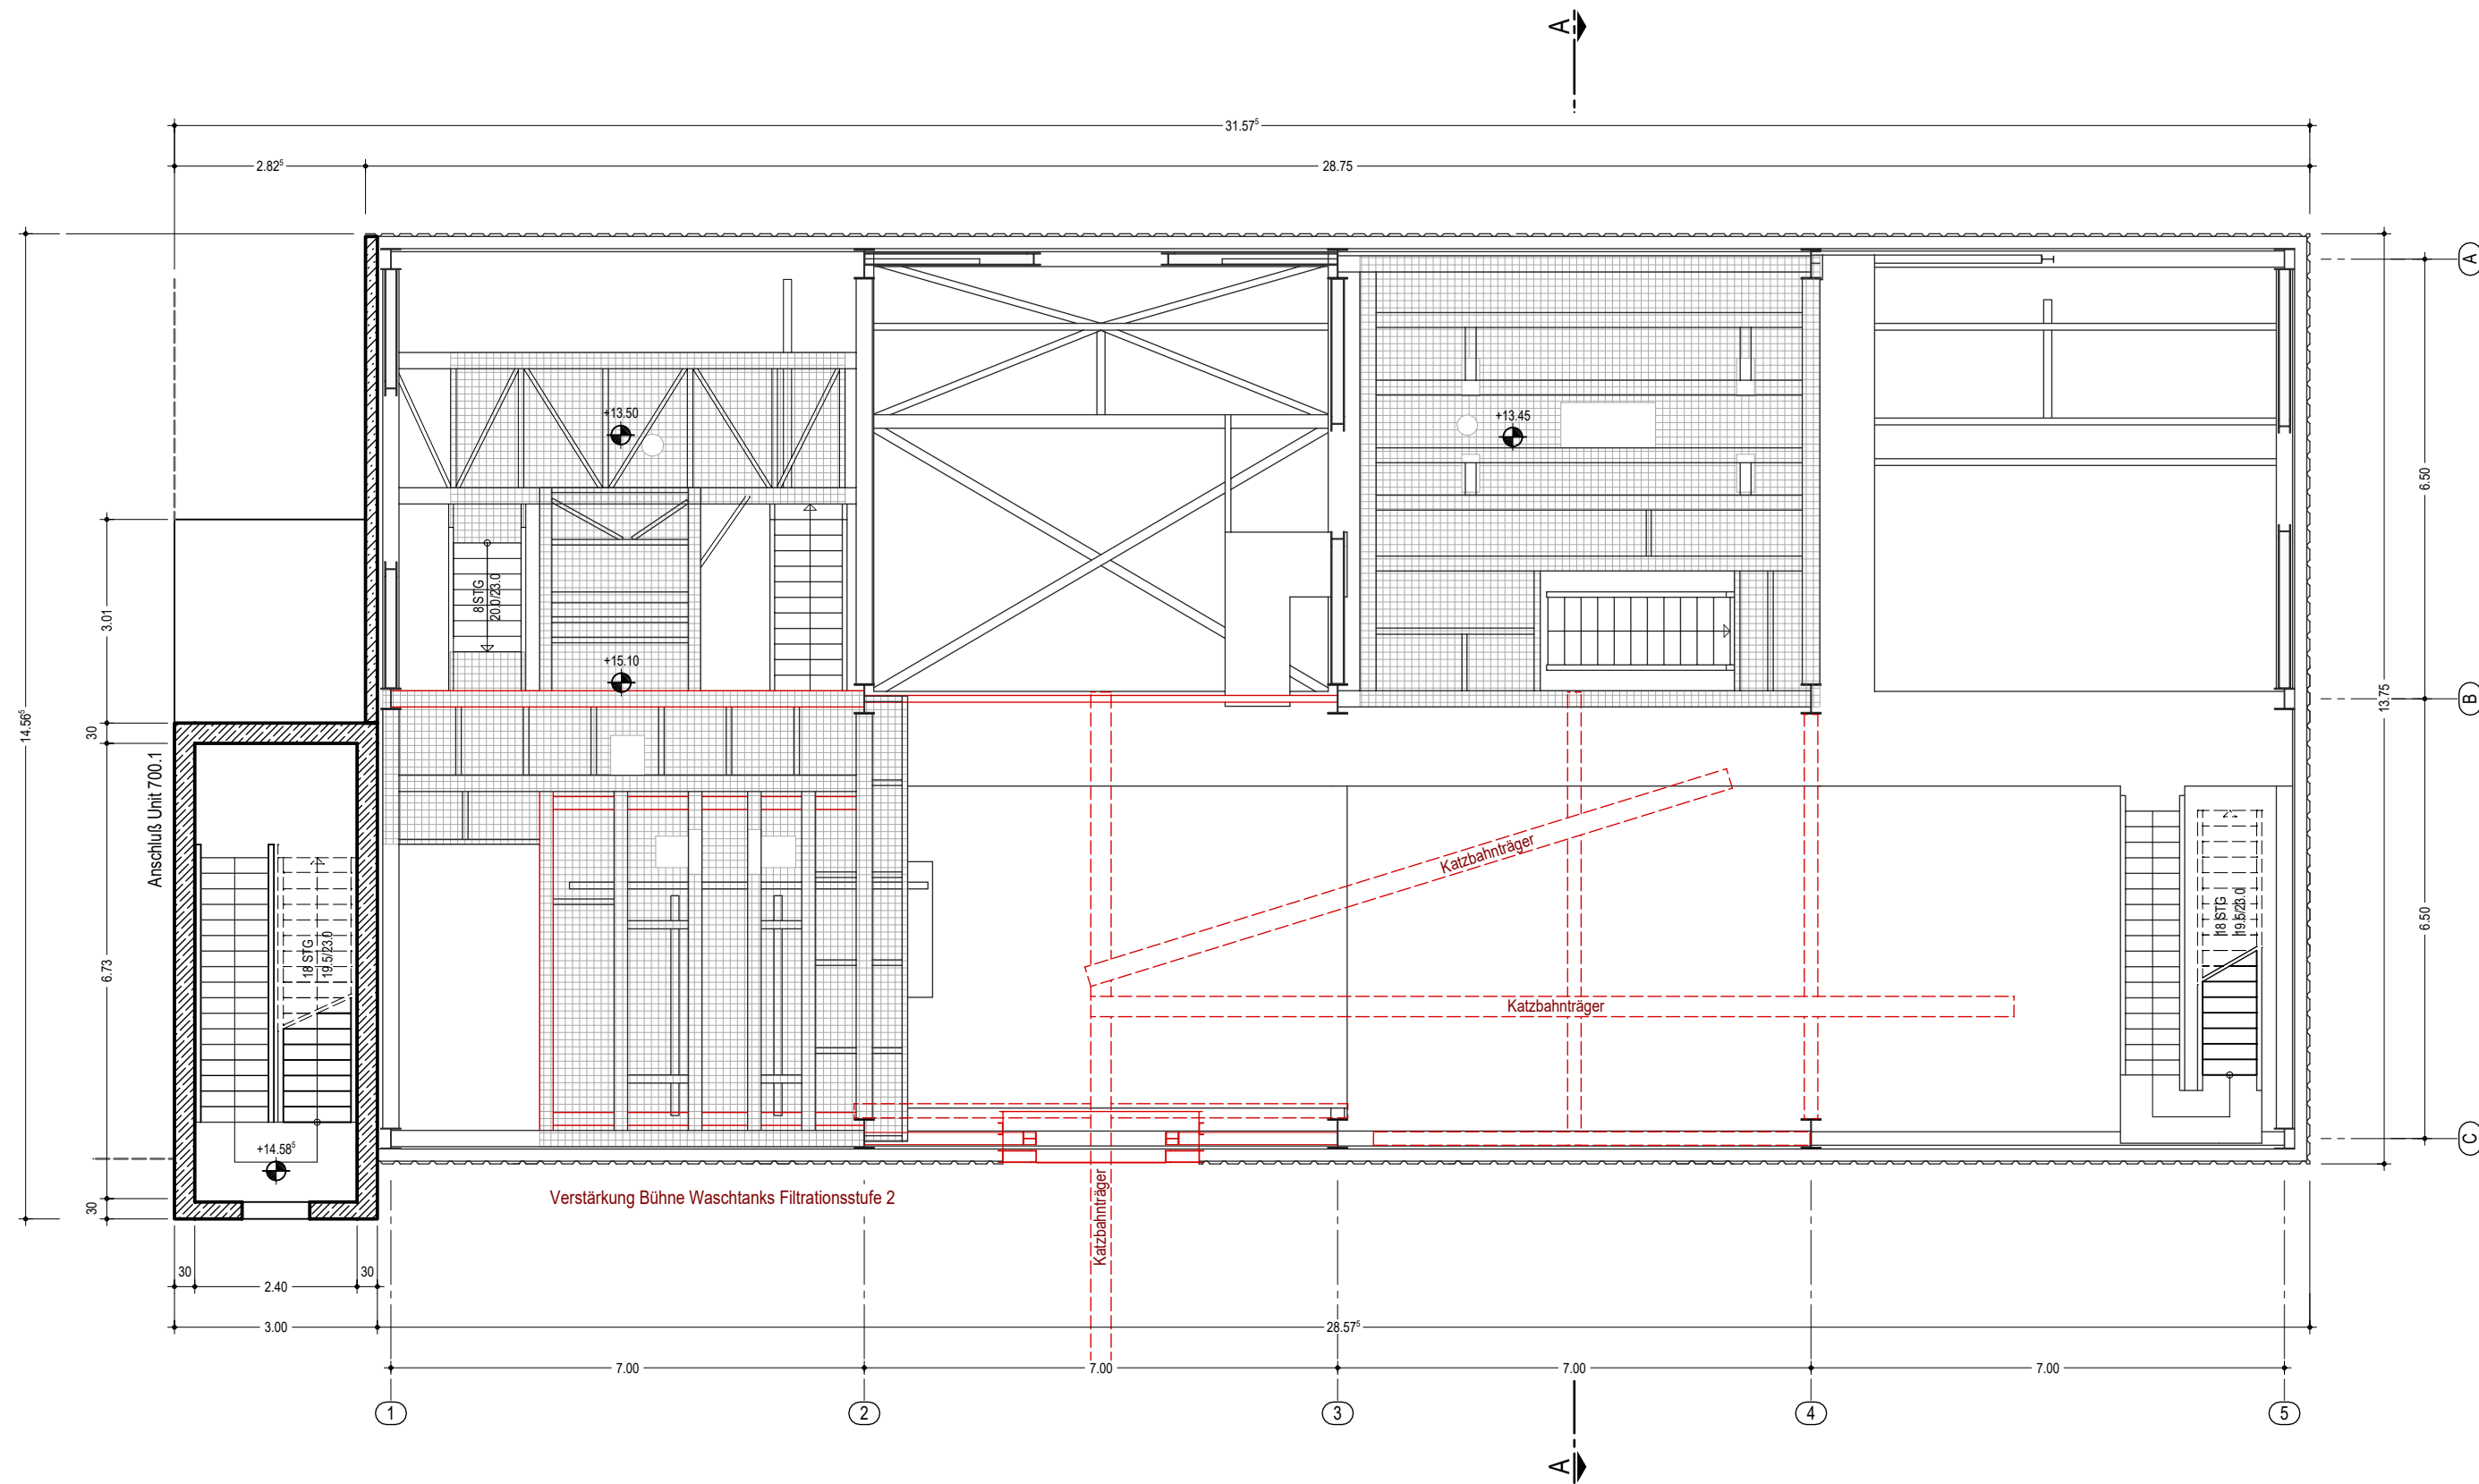 A
31.57⁵
2.82⁵
28.75
A
+13.50
+13.45
6.50
14.56⁵
3.01
8 STG
20.0/23.0
+15.10
13.75
B
30
Anschluß Unit 700.1
Katzbahnträger
6.73
18 STG
19.5/23.0
18 STG
19.5/23.0
6.50
Katzbahnträger
C
+14.58⁵
30
Verstärkung Bühne Waschtanks Filtrationsstufe 2
Katzbahnträger
30
2.40
30
3.00
28.57⁵
7.00
7.00
7.00
7.00
1
2
3
4
5
A